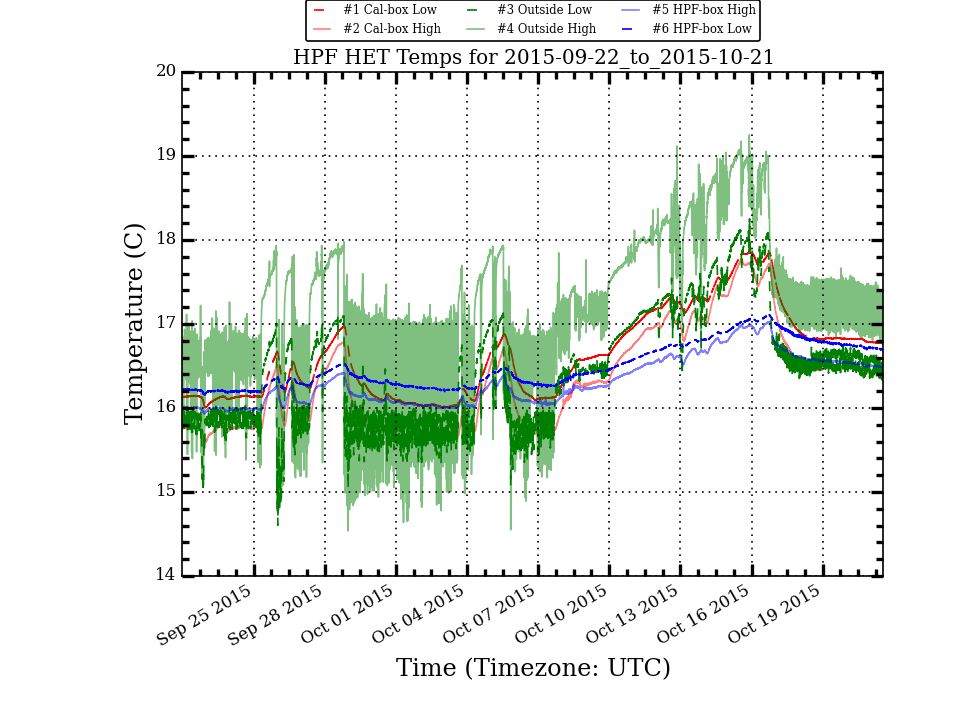 #1 Cal-box Low #3 Outside Low #5 HPF-box High
#2 Cal-box High #4 Outside High #6 HPF-box Low
HPF HET Temps for 2015-09-22_to_2015-10-21
20
19
18
17
16
15
14
Temperature (C)
Sep 25 2015 Sep 28 2015 Oct 01 2015 Oct 04 2015 Oct 07 2015 Oct 10 2015 Oct 13 2015 Oct 16 2015 Oct 19 2015
Time (Timezone: UTC)